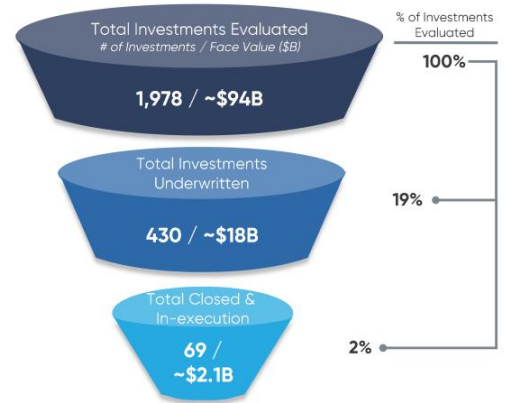 Total Investments Evaluated
# of Investments / Face Value ($B)
1,978 / ~$94B
% of Investments
Evaluated
100%
Total Investments
Underwritten
430 / ~$18B
19%
Total Closed &
In-execution
69 /
~$2.1B
2%